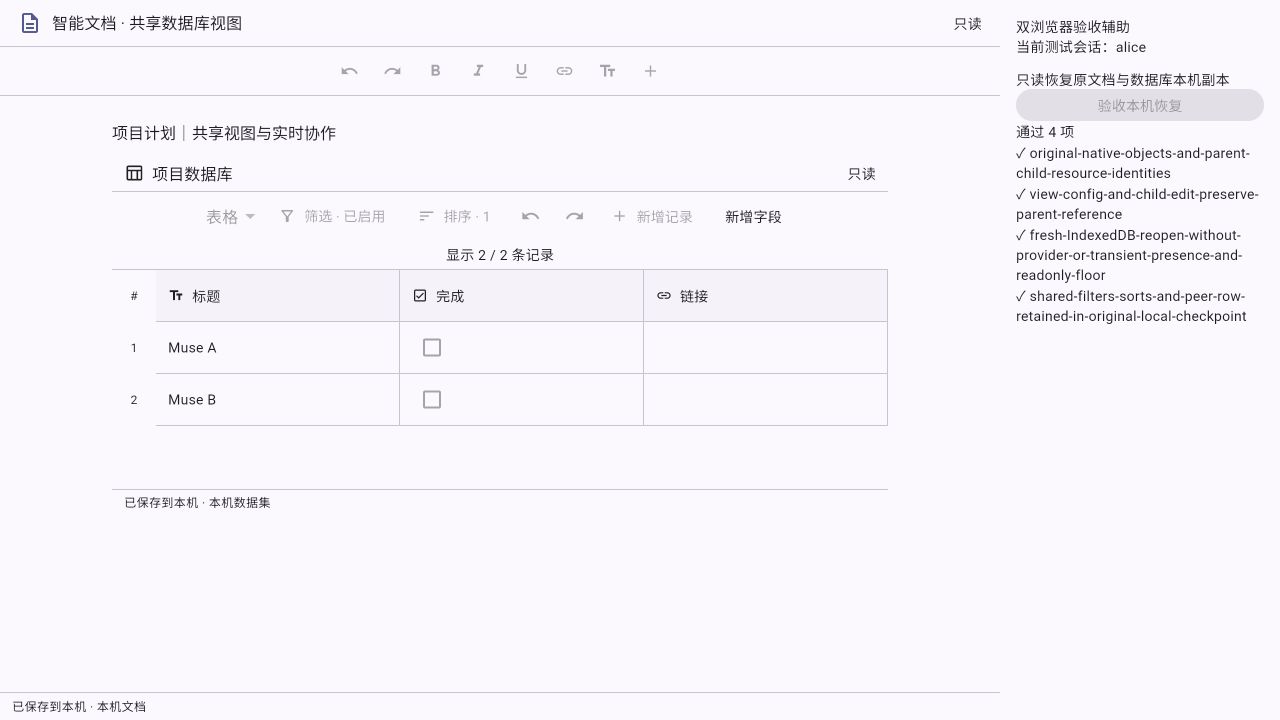 智能文档 · 共享数据库视图
只读
项目计划｜共享视图与实时协作
项目数据库
只读
表格
筛选 · 已启用
排序 · 1
新增记录
新增字段
显示 2 / 2 条记录
# 标题 完成 链接
1 Muse A
2 Muse B
已保存到本机 · 本机数据集
已保存到本机 · 本机文档
双浏览器验收辅助
当前测试会话：alice
只读恢复原文档与数据库本机副本
验收本机恢复
通过 4 项
✓ original-native-objects-and-parent-
child-resource-identities
✓ view-config-and-child-edit-preserve-
parent-reference
✓ fresh-IndexedDB-reopen-without-
provider-or-transient-presence-and-
readonly-floor
✓ shared-filters-sorts-and-peer-row-
retained-in-original-local-checkpoint